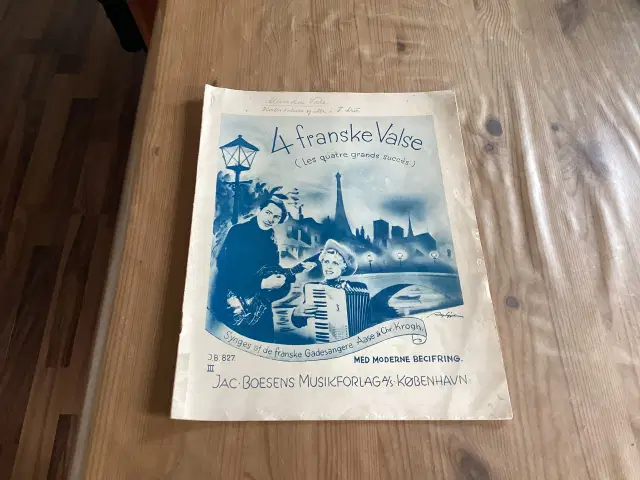 4 franske Valse
(Les quatre grands succès)
Synges af de franske Gadesangere Aase & Chr. Krogh.
J.B 827.
III
MED MODERNE BECIFRING.
JAC. BOESENS MUSIKFORLAG A/S. KØBENHAVN.